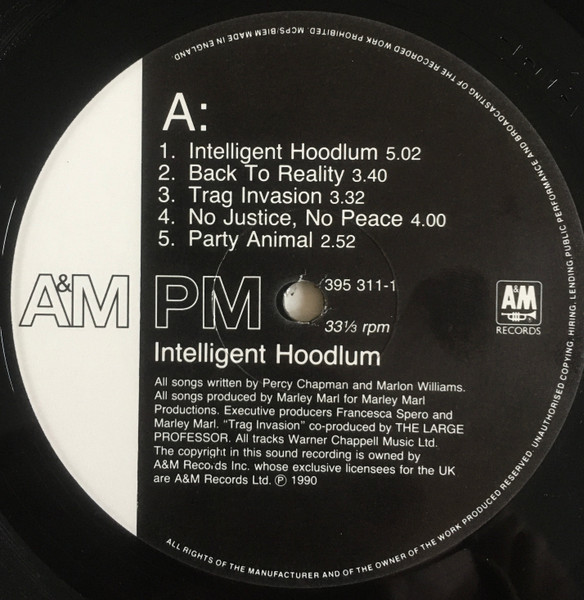 A:
1. Intelligent Hoodlum 5.02
2. Back To Reality 3.40
3. Trag Invasion 3.32
4. No Justice, No Peace 4.00
5. Party Animal 2.52
A&M PM
395 311-1
33⅓ rpm
A&M
RECORDS
Intelligent Hoodlum
All songs written by Percy Chapman and Marlon Williams.
All songs produced by Marley Marl for Marley Marl
Productions. Executive producers Francesca Spero and
Marley Marl. “Trag Invasion” co-produced by THE LARGE
PROFESSOR. All tracks Warner Chappell Music Ltd.
The copyright in this sound recording is owned by
A&M Records Inc. whose exclusive licensees for the UK
are A&M Records Ltd. ℗ 1990
ALL RIGHTS OF THE MANUFACTURER AND OF THE OWNER OF THE WORK PRODUCED RESERVED. UNAUTHORISED COPYING, HIRING, LENDING, PUBLIC PERFORMANCE AND BROADCASTING OF THE RECORDED WORK PROHIBITED. MCPS/BIEM MADE IN ENGLAND